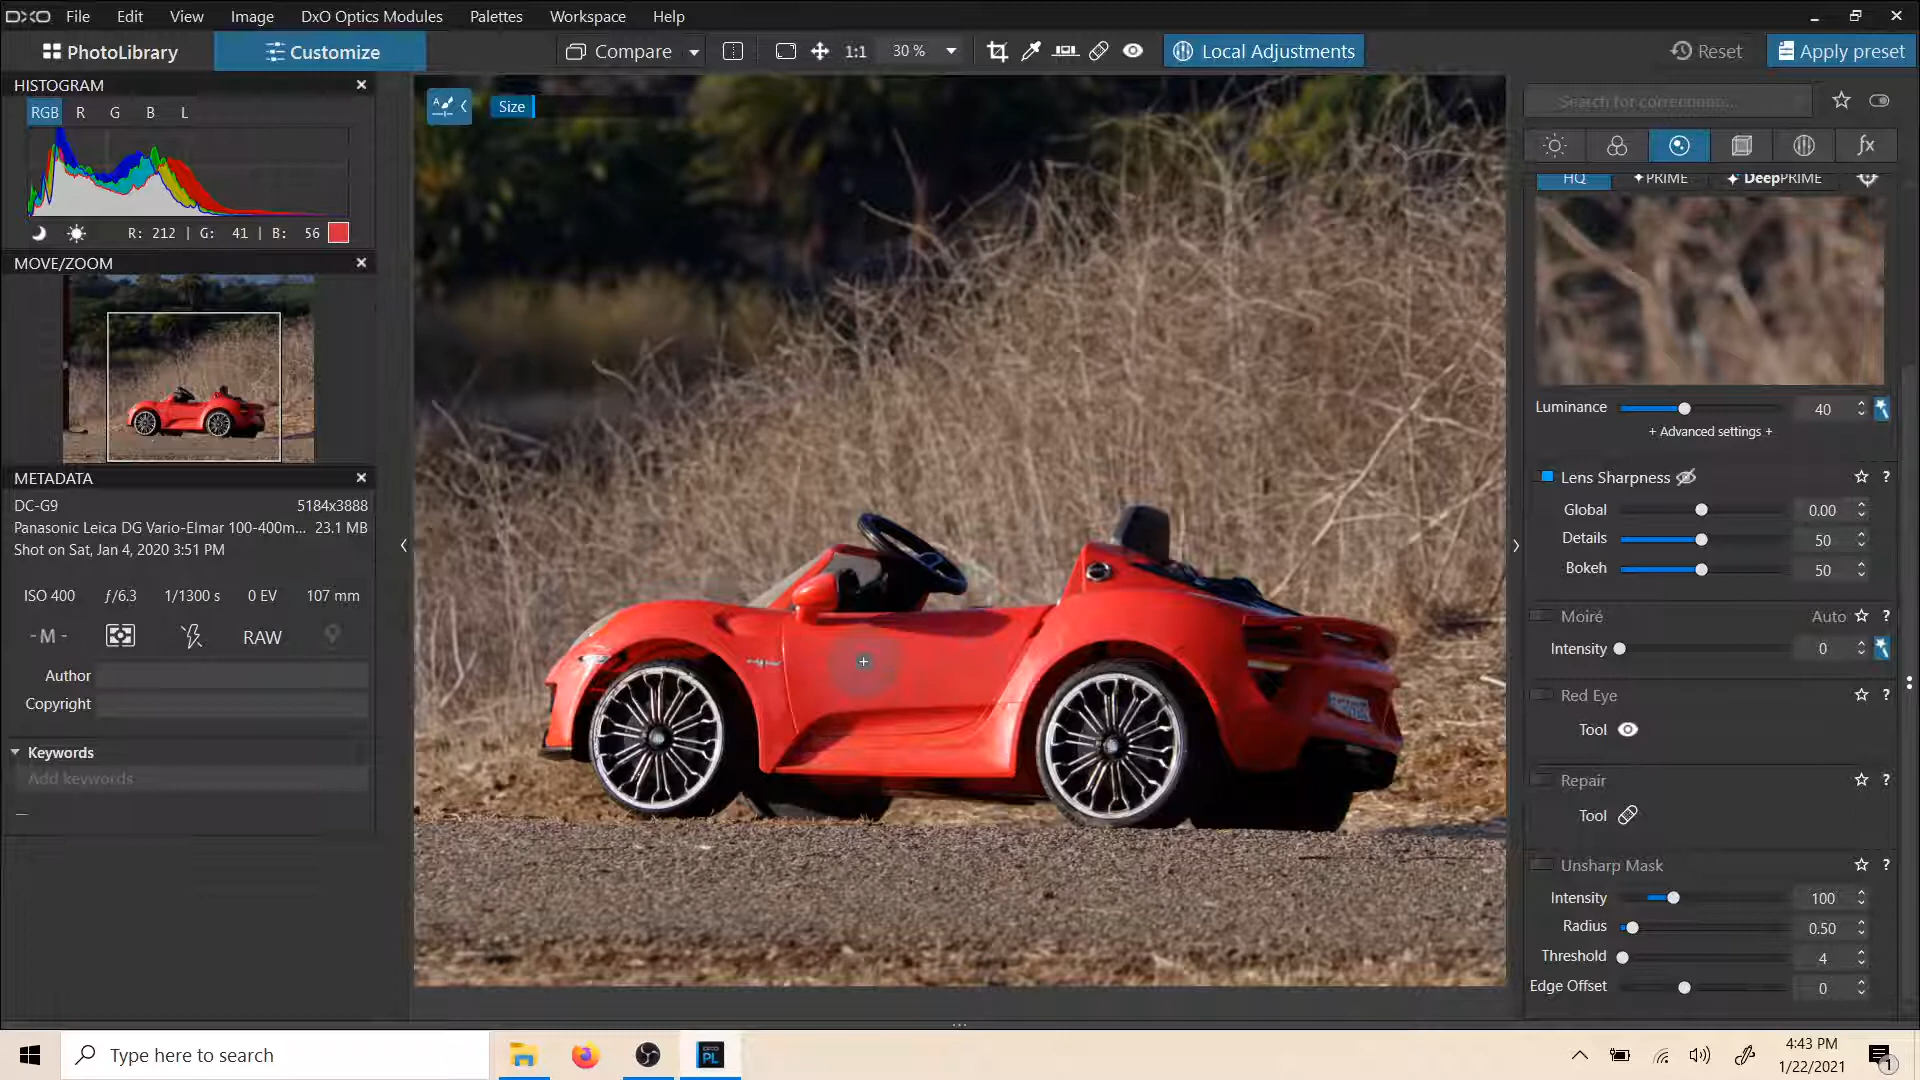 DXO File Edit View Image DxO Optics Modules Palettes Workspace Help
PhotoLibrary Customize Compare 1:1 30 % Local Adjustments Reset Apply preset
HISTOGRAM
RGB R G B L
R: 212 | G: 41 | B: 56
MOVE/ZOOM
METADATA
DC-G9 5184x3888
Panasonic Leica DG Vario-Elmar 100-400m... 23.1 MB
Shot on Sat, Jan 4, 2020 3:51 PM
ISO 400 ƒ/6.3 1/1300 s 0 EV 107 mm
- M - RAW
Author
Copyright
Keywords
Add keywords
Size
Search for correction...
fx
HQ PRIME DeepPRIME
Luminance 40
+ Advanced settings +
Lens Sharpness ?
Global 0.00
Details 50
Bokeh 50
Moiré Auto ?
Intensity 0
Red Eye ?
Tool
Repair ?
Tool
Unsharp Mask ?
Intensity 100
Radius 0.50
Threshold 4
Edge Offset 0
Type here to search
PL
4:43 PM
1/22/2021
1